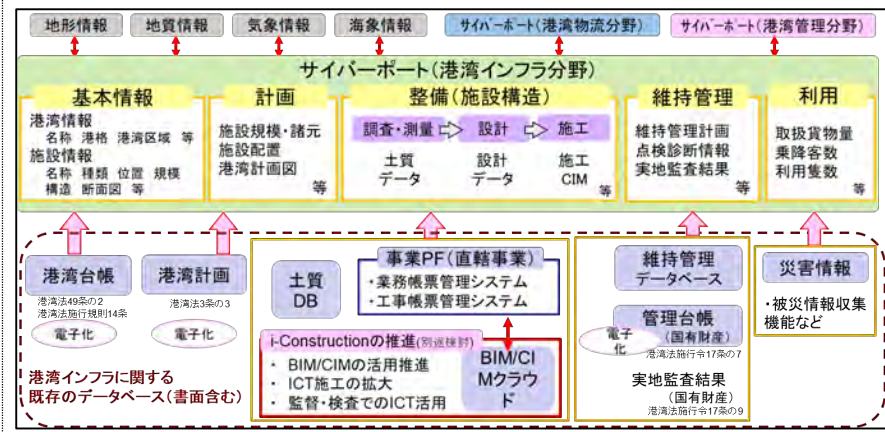 地形情報
地質情報
気象情報
海象情報
サイバーポート(港湾物流分野)
サイバーポート(港湾管理分野)
サイバーポート(港湾インフラ分野)
基本情報
港湾情報
名称 港格 港湾区域 等
施設情報
名称 種類 位置 規模
構造 断面図 等
計画
施設規模・諸元
施設配置
港湾計画図
等
整備(施設構造)
調査・測量
設計
施工
土質
データ
設計
データ
施工
CIM
等
維持管理
維持管理計画
点検診断情報
実地監査結果
等
利用
取扱貨物量
乗降客数
利用隻数
等
港湾台帳
港湾法49条の2
港湾法施行規則14条
電子化
港湾計画
港湾法3条の3
電子化
土質
DB
事業PF(直轄事業)
・業務帳票管理システム
・工事帳票管理システム
i-Constructionの推進(別途検討)
・ BIM/CIMの活用推進
・ ICT施工の拡大
・ 監督・検査でのICT活用
BIM/CI
Mクラウ
ド
維持管理
データベース
管理台帳
(国有財産)
電子
化
港湾法施行令17条の7
実地監査結果
(国有財産)
港湾法施行令17条の9
災害情報
・被災情報収集
機能など
港湾インフラに関する
既存のデータベース(書面含む)